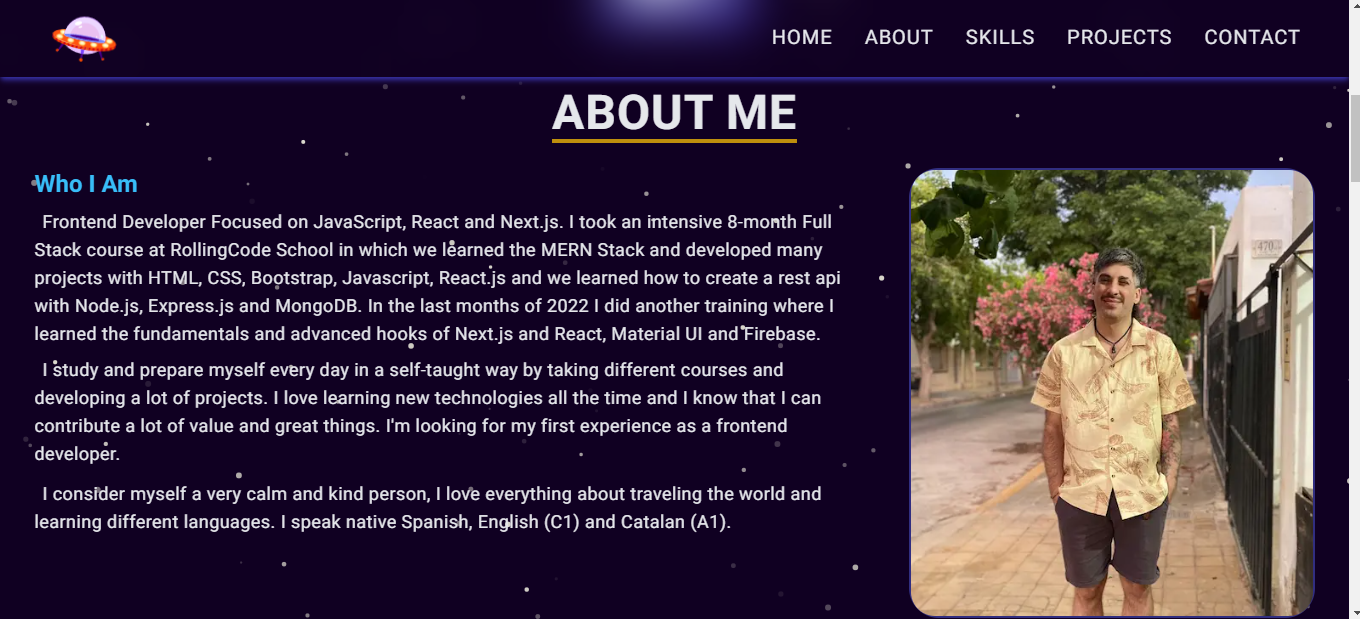 HOME ABOUT SKILLS PROJECTS CONTACT
ABOUT ME
Who I Am
Frontend Developer Focused on JavaScript, React and Next.js. I took an intensive 8-month Full
Stack course at RollingCode School in which we learned the MERN Stack and developed many
projects with HTML, CSS, Bootstrap, Javascript, React.js and we learned how to create a rest api
with Node.js, Express.js and MongoDB. In the last months of 2022 I did another training where I
learned the fundamentals and advanced hooks of Next.js and React, Material UI and Firebase.
I study and prepare myself every day in a self-taught way by taking different courses and
developing a lot of projects. I love learning new technologies all the time and I know that I can
contribute a lot of value and great things. I'm looking for my first experience as a frontend
developer.
I consider myself a very calm and kind person, I love everything about traveling the world and
learning different languages. I speak native Spanish, English (C1) and Catalan (A1).
470